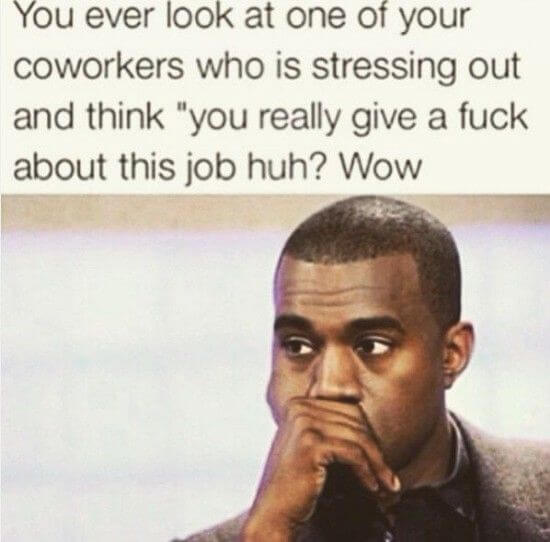 You ever look at one of your
coworkers who is stressing out
and think "you really give a fuck
about this job huh? Wow